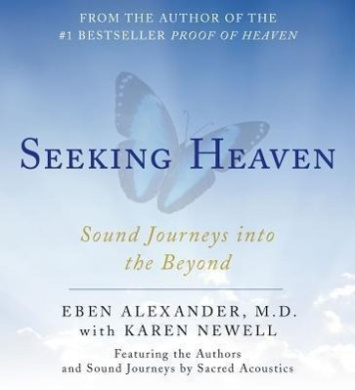 FROM THE AUTHOR OF THE
#1 BESTSELLER PROOF OF HEAVEN
SEEKING HEAVEN
Sound Journeys into
the Beyond
EBEN ALEXANDER, M.D.
with KAREN NEWELL
Featuring the Authors
and Sound Journeys by Sacred Acoustics